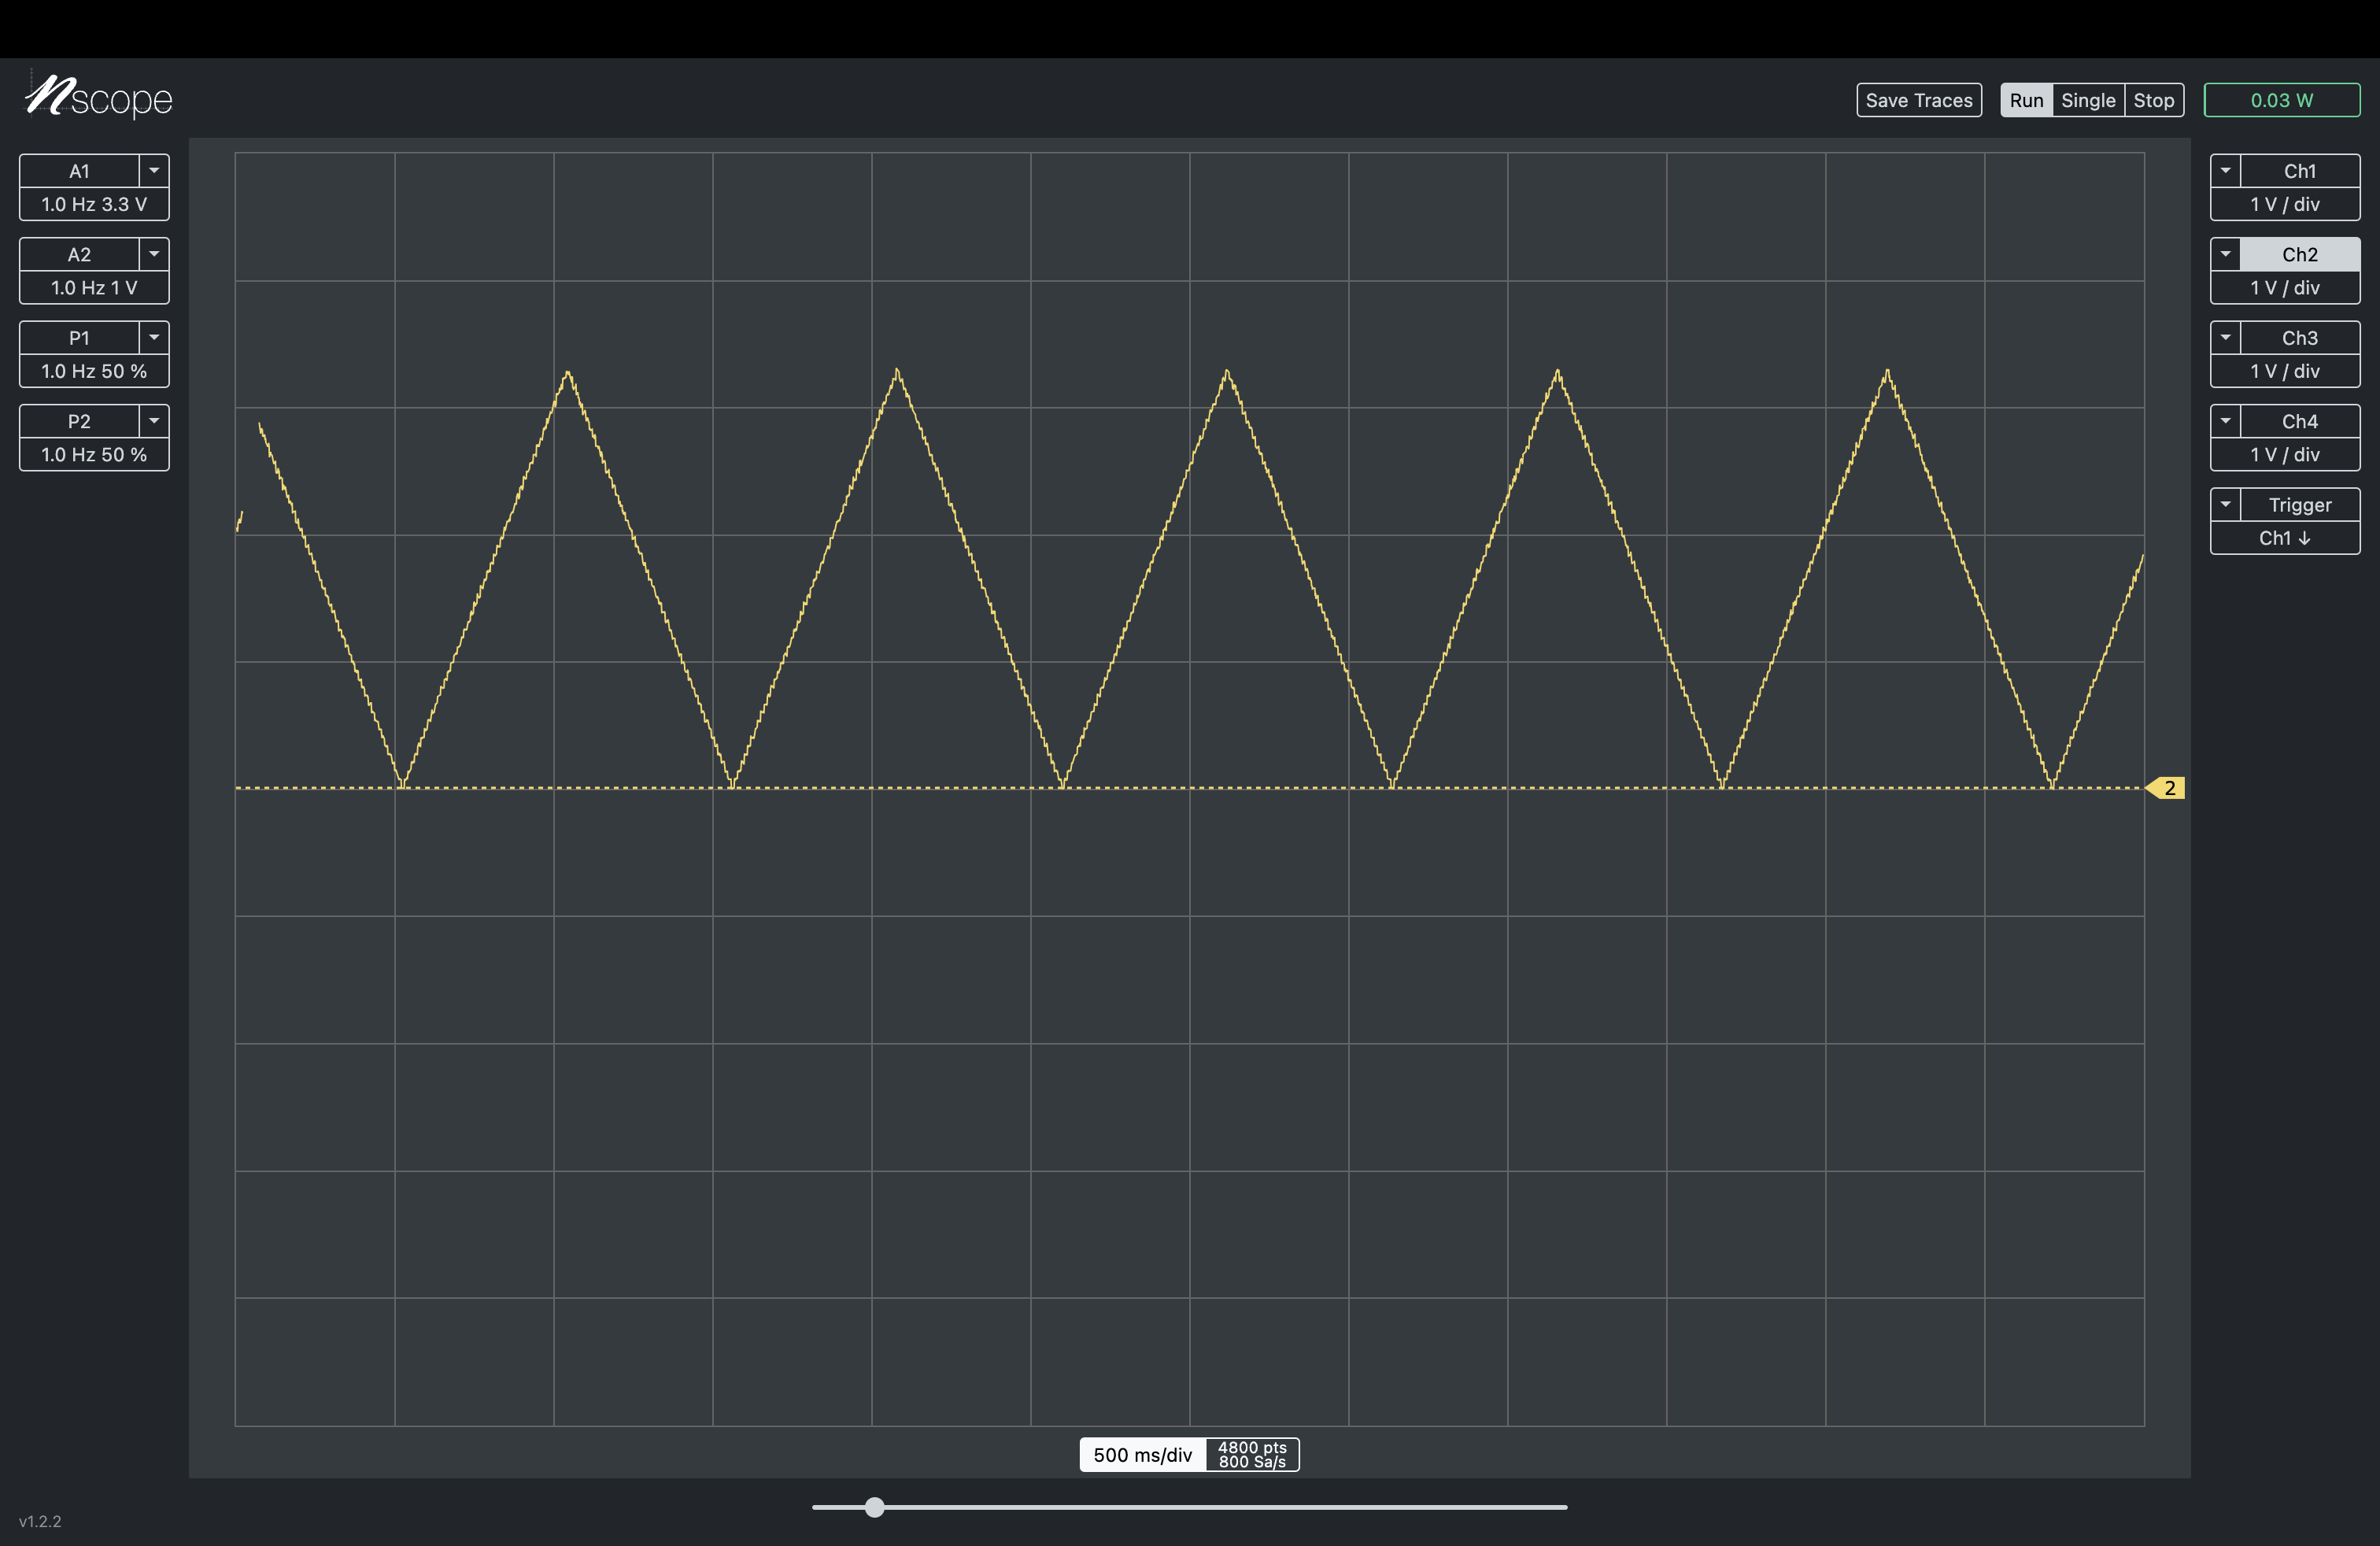 nscope
Save Traces
Run Single Stop
0.03 W
A1
1.0 Hz 3.3 V
A2
1.0 Hz 1 V
P1
1.0 Hz 50 %
P2
1.0 Hz 50 %
Ch1
1 V / div
Ch2
1 V / div
Ch3
1 V / div
Ch4
1 V / div
Trigger
Ch1 ↓
2
500 ms/div
4800 pts
800 Sa/s
v1.2.2